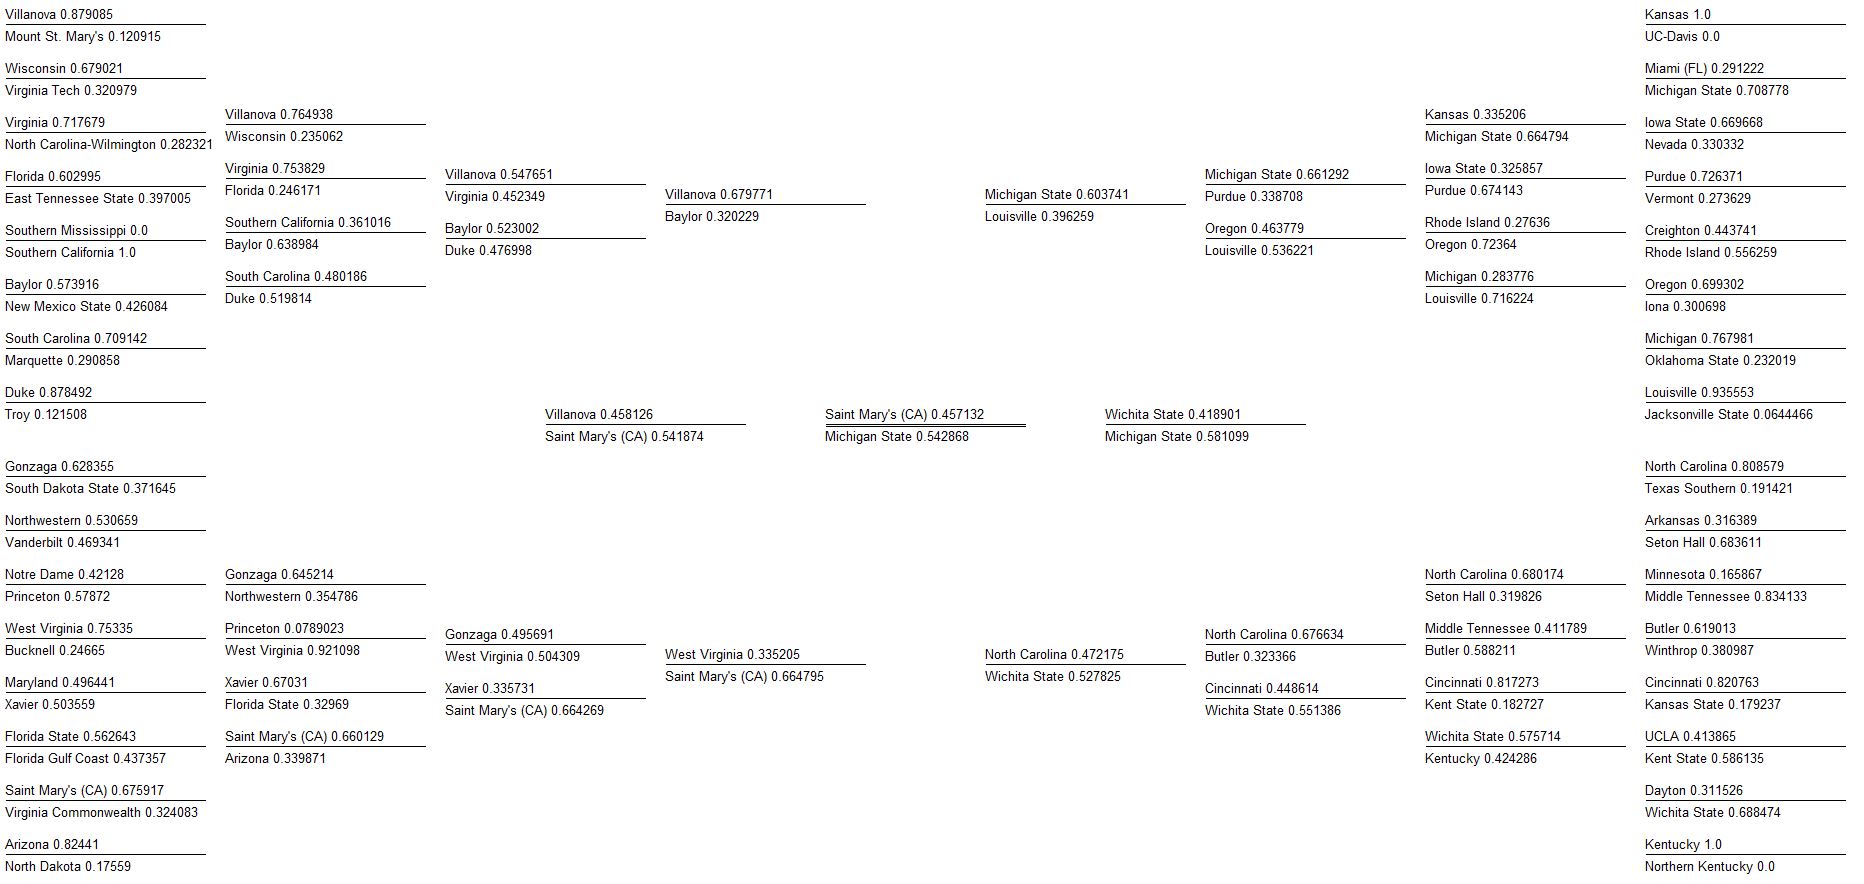 Villanova 0.879085
Mount St. Mary's 0.120915
Wisconsin 0.679021
Virginia Tech 0.320979
Virginia 0.717679
North Carolina-Wilmington 0.282321
Florida 0.602995
East Tennessee State 0.397005
Southern Mississippi 0.0
Southern California 1.0
Baylor 0.573916
New Mexico State 0.426084
South Carolina 0.709142
Marquette 0.290858
Duke 0.878492
Troy 0.121508
Gonzaga 0.628355
South Dakota State 0.371645
Northwestern 0.530659
Vanderbilt 0.469341
Notre Dame 0.42128
Princeton 0.57872
West Virginia 0.75335
Bucknell 0.24665
Maryland 0.496441
Xavier 0.503559
Florida State 0.562643
Florida Gulf Coast 0.437357
Saint Mary's (CA) 0.675917
Virginia Commonwealth 0.324083
Arizona 0.82441
North Dakota 0.17559
Villanova 0.764938
Wisconsin 0.235062
Virginia 0.753829
Florida 0.246171
Southern California 0.361016
Baylor 0.638984
South Carolina 0.480186
Duke 0.519814
Gonzaga 0.645214
Northwestern 0.354786
Princeton 0.0789023
West Virginia 0.921098
Xavier 0.67031
Florida State 0.32969
Saint Mary's (CA) 0.660129
Arizona 0.339871
Villanova 0.547651
Virginia 0.452349
Baylor 0.523002
Duke 0.476998
Gonzaga 0.495691
West Virginia 0.504309
Xavier 0.335731
Saint Mary's (CA) 0.664269
Villanova 0.679771
Baylor 0.320229
West Virginia 0.335205
Saint Mary's (CA) 0.664795
Villanova 0.458126
Saint Mary's (CA) 0.541874
Saint Mary's (CA) 0.457132
Michigan State 0.542868
Wichita State 0.418901
Michigan State 0.581099
Michigan State 0.603741
Louisville 0.396259
North Carolina 0.472175
Wichita State 0.527825
Michigan State 0.661292
Purdue 0.338708
Oregon 0.463779
Louisville 0.536221
North Carolina 0.676634
Butler 0.323366
Cincinnati 0.448614
Wichita State 0.551386
Kansas 0.335206
Michigan State 0.664794
Iowa State 0.325857
Purdue 0.674143
Rhode Island 0.27636
Oregon 0.72364
Michigan 0.283776
Louisville 0.716224
North Carolina 0.680174
Seton Hall 0.319826
Middle Tennessee 0.411789
Butler 0.588211
Cincinnati 0.817273
Kent State 0.182727
Wichita State 0.575714
Kentucky 0.424286
Kansas 1.0
UC-Davis 0.0
Miami (FL) 0.291222
Michigan State 0.708778
Iowa State 0.669668
Nevada 0.330332
Purdue 0.726371
Vermont 0.273629
Creighton 0.443741
Rhode Island 0.556259
Oregon 0.699302
Iona 0.300698
Michigan 0.767981
Oklahoma State 0.232019
Louisville 0.935553
Jacksonville State 0.0644466
North Carolina 0.808579
Texas Southern 0.191421
Arkansas 0.316389
Seton Hall 0.683611
Minnesota 0.165867
Middle Tennessee 0.834133
Butler 0.619013
Winthrop 0.380987
Cincinnati 0.820763
Kansas State 0.179237
UCLA 0.413865
Kent State 0.586135
Dayton 0.311526
Wichita State 0.688474
Kentucky 1.0
Northern Kentucky 0.0